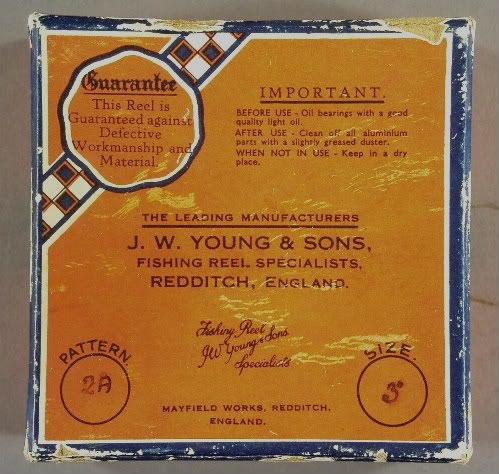 Guarantee
This Reel is
Guaranteed against
Defective
Workmanship and
Material.
IMPORTANT.
BEFORE USE - Oil bearings with a good
quality light oil.
AFTER USE - Clean off all aluminium
parts with a slightly greased duster.
WHEN NOT IN USE - Keep in a dry
place.
THE LEADING MANUFACTURERS
J. W. YOUNG & SONS,
FISHING REEL SPECIALISTS,
REDDITCH, ENGLAND.
Fishing Reel
J.W. Young & Sons
Specialists
PATTERN.
2A
SIZE.
3"
MAYFIELD WORKS, REDDITCH,
ENGLAND.